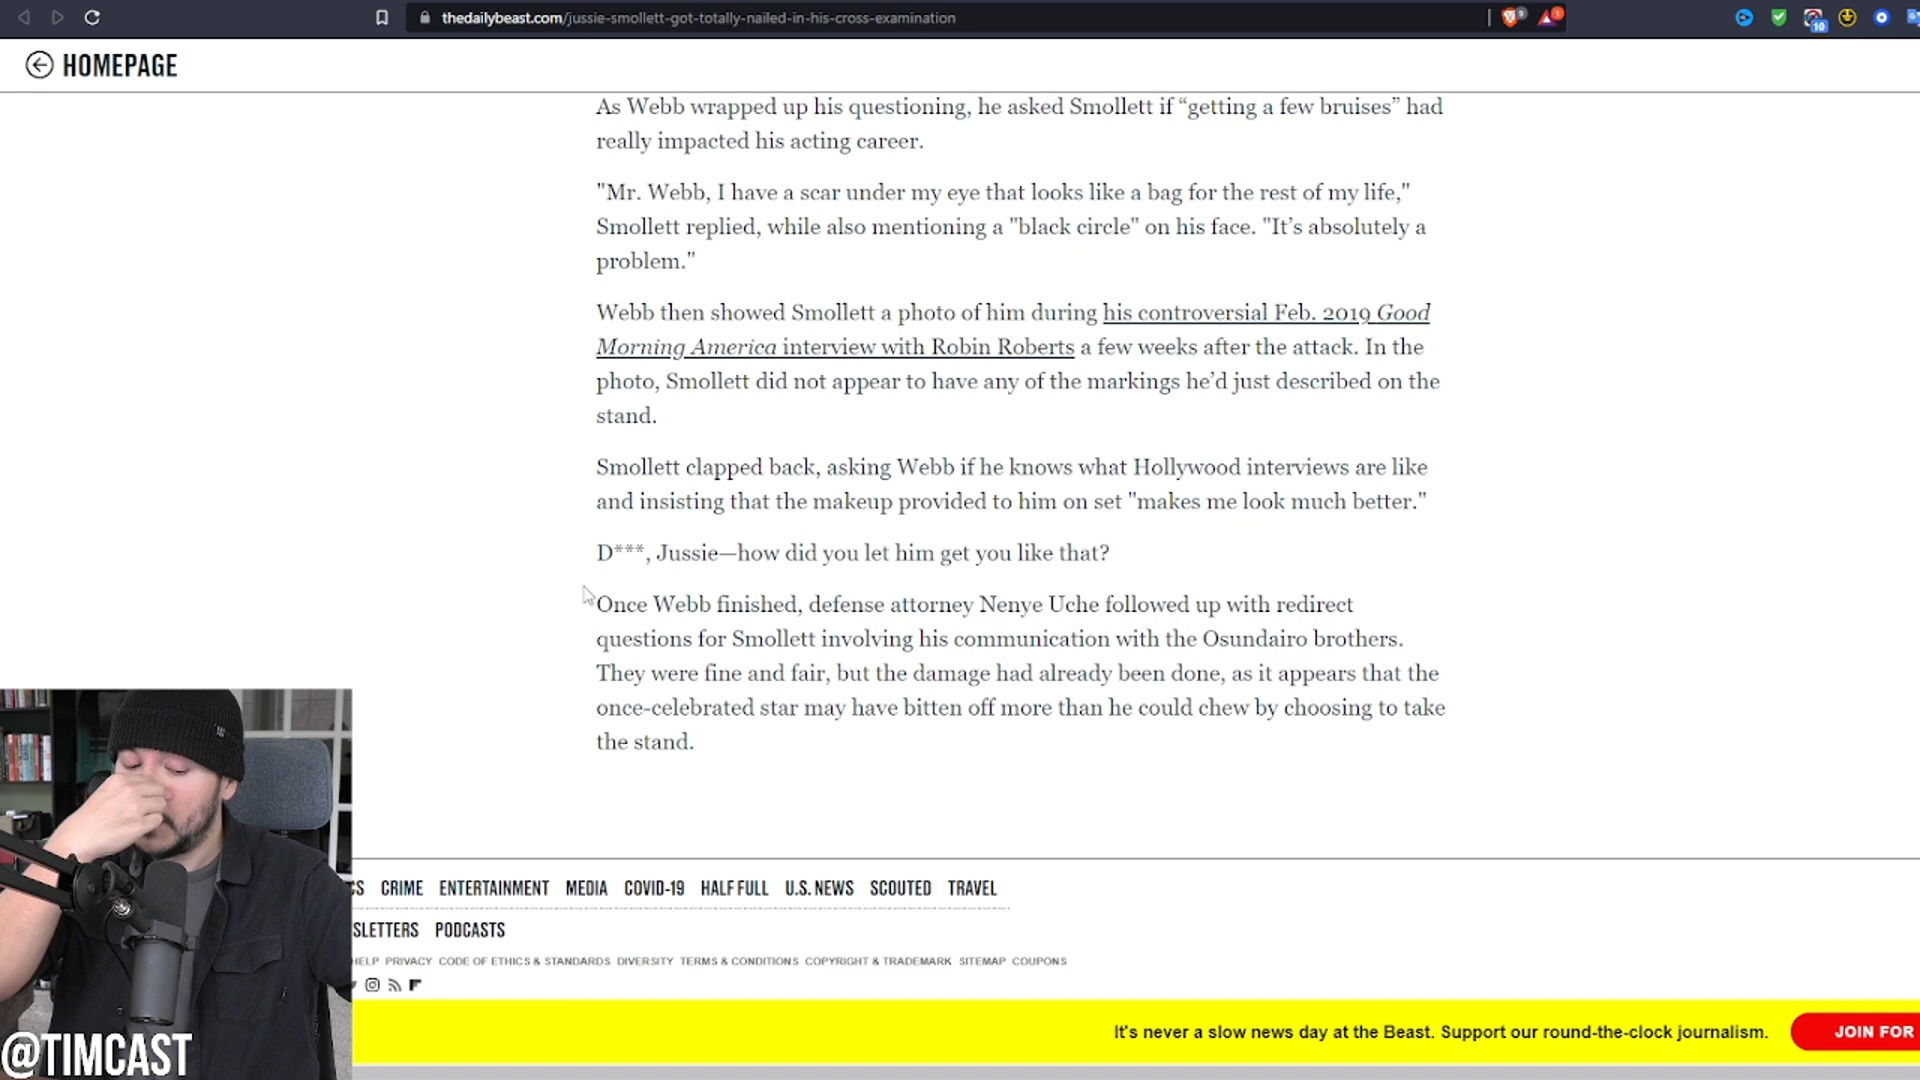 thedailybeast.com/jussie-smollett-got-totally-nailed-in-his-cross-examination
10
HOMEPAGE
As Webb wrapped up his questioning, he asked Smollett if “getting a few bruises” had
really impacted his acting career.
"Mr. Webb, I have a scar under my eye that looks like a bag for the rest of my life,"
Smollett replied, while also mentioning a "black circle" on his face. "It’s absolutely a
problem."
Webb then showed Smollett a photo of him during his controversial Feb. 2019 Good
Morning America interview with Robin Roberts a few weeks after the attack. In the
photo, Smollett did not appear to have any of the markings he’d just described on the
stand.
Smollett clapped back, asking Webb if he knows what Hollywood interviews are like
and insisting that the makeup provided to him on set "makes me look much better."
D***, Jussie—how did you let him get you like that?
Once Webb finished, defense attorney Nenye Uche followed up with redirect
questions for Smollett involving his communication with the Osundairo brothers.
They were fine and fair, but the damage had already been done, as it appears that the
once-celebrated star may have bitten off more than he could chew by choosing to take
the stand.
CS CRIME ENTERTAINMENT MEDIA COVID-19 HALF FULL U.S. NEWS SCOUTED TRAVEL
SLETTERS PODCASTS
HELP PRIVACY CODE OF ETHICS & STANDARDS DIVERSITY TERMS & CONDITIONS COPYRIGHT & TRADEMARK SITEMAP COUPONS
It's never a slow news day at the Beast. Support our round-the-clock journalism.
JOIN FOR
@TIMCAST